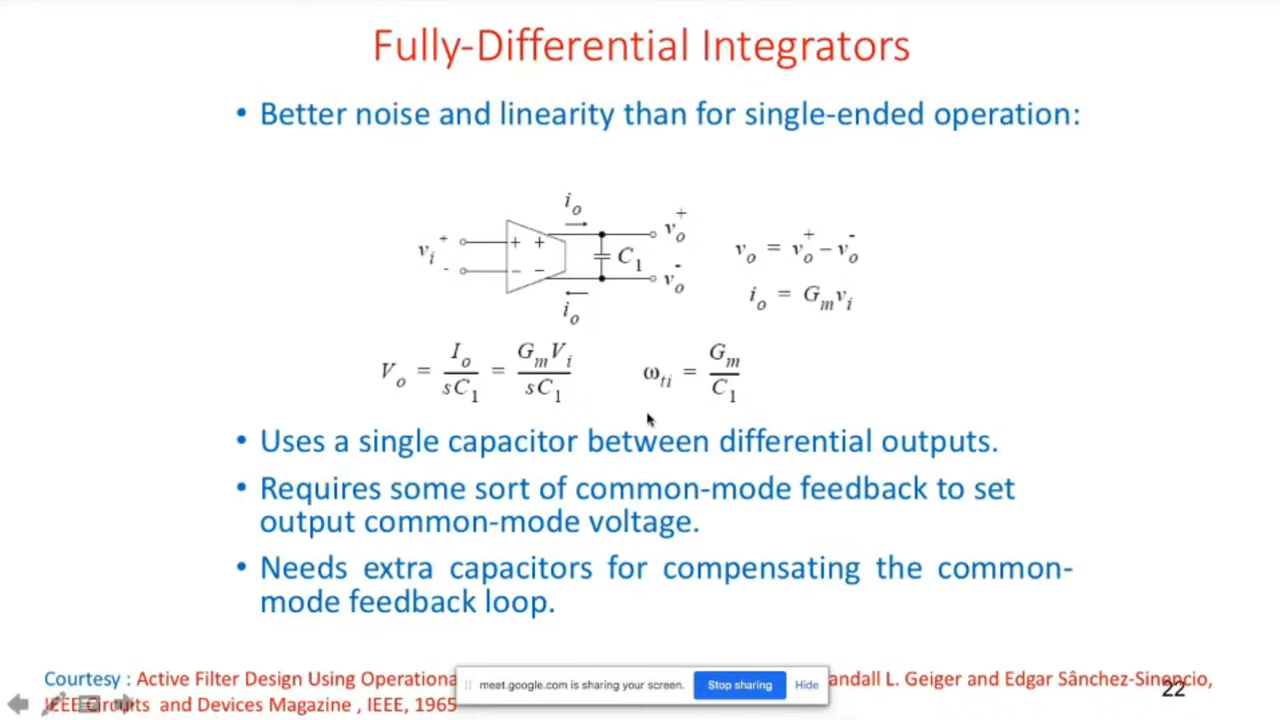 Fully-Differential Integrators
• Better noise and linearity than for single-ended operation:
i_o
v_i + -
+ +
- -
C_1
v_o^+
v_o^-
i_o
v_o = v_o^+ - v_o^-
i_o = G_m v_i
V_o = I_o / sC_1 = G_m V_i / sC_1
ω_ti = G_m / C_1
• Uses a single capacitor between differential outputs.
• Requires some sort of common-mode feedback to set
output common-mode voltage.
• Needs extra capacitors for compensating the common-
mode feedback loop.
Courtesy : Active Filter Design Using Operationa
andall L. Geiger and Edgar Sânchez-Sinencio,
IEEE Circuits and Devices Magazine , IEEE, 1965
meet.google.com is sharing your screen. Stop sharing Hide
22